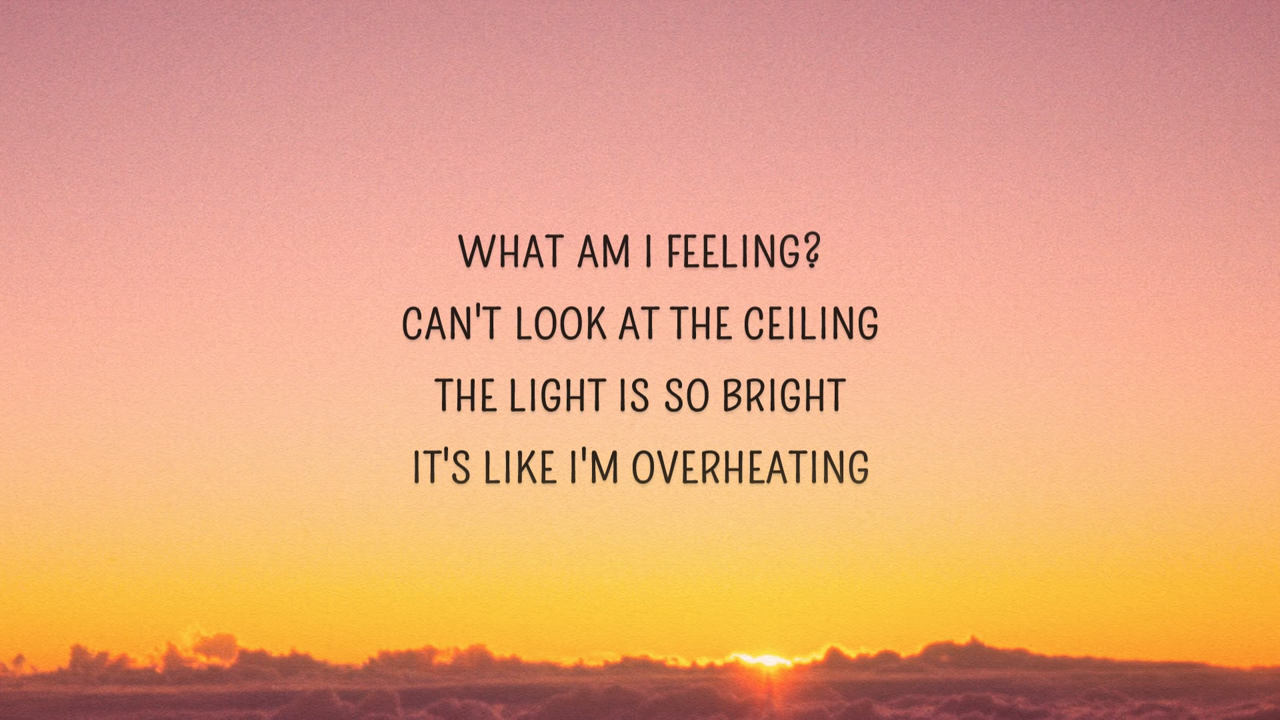 WHAT AM I FEELING?
CAN'T LOOK AT THE CEILING
THE LIGHT IS SO BRIGHT
IT'S LIKE I'M OVERHEATING